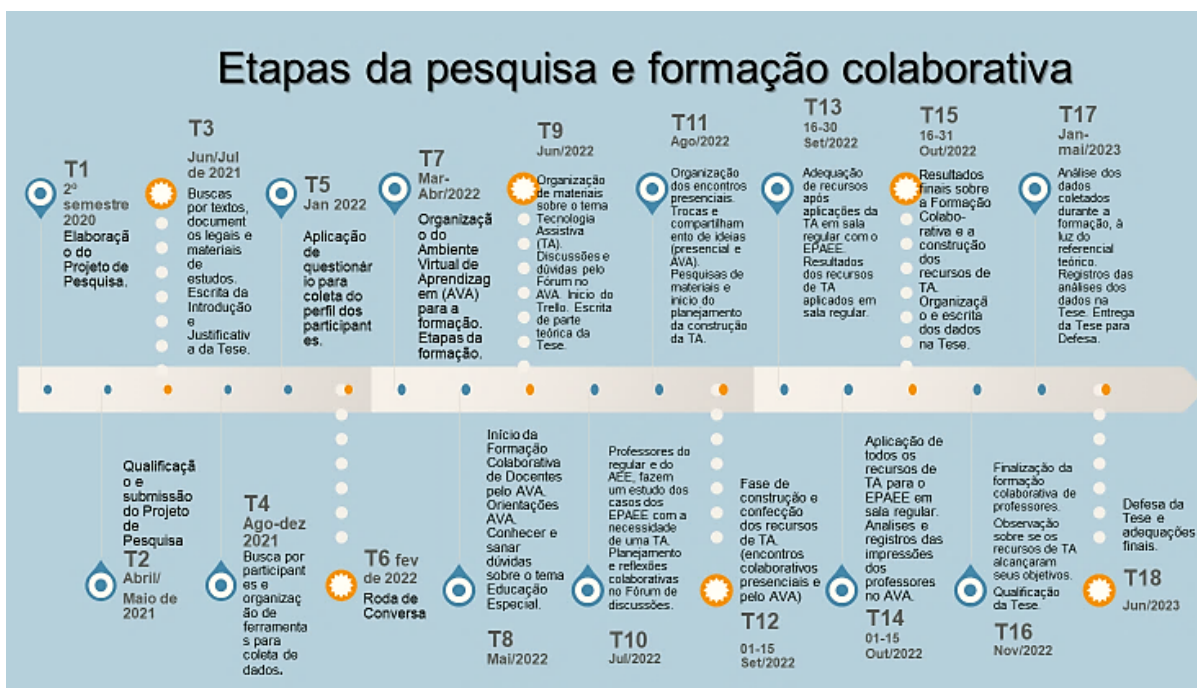 Etapas da pesquisa e formação colaborativa
T1
2º
semestre
2020
Elaboraçã
o do
Projeto de
Pesquisa.
T3
Jun/Jul
de 2021
Buscas
por textos,
document
os legais e
materiais
de
estudos.
Escrita da
Introdução
e
Justificativ
a da Tese.
T5
Jan 2022
Aplicação
de
questionár
io para
coleta do
perfil dos
participant
es.
T7
Mar-
Abr/2022
Organizaçã
o do
Ambiente
Virtual de
Aprendizag
em (AVA)
para a
formação.
Etapas da
formação.
T9
Jun/2022
Organização
de materiais
sobre o tema
Tecnologia
Assistiva
(TA).
Discussões e
dúvidas pelo
Fórum no
AVA. Inicio do
Trello. Escrita
de parte
teórica da
Tese.
T11
Ago/2022
Organização
dos encontros
presenciais.
Trocas e
compartilham
ento de ideias
(presencial e
AVA).
Pesquisas de
materiais e
inicio do
planejamento
da construção
da TA.
T13
16-30
Set/2022
Adequação
de recursos
após
aplicações da
TA em sala
regular com o
EPAEE.
Resultados
dos recursos
de TA
aplicados em
sala regular.
T15
16-31
Out/2022
Resultados
finais sobre
a Formação
Colabo-
rativa e a
construção
dos
recursos de
TA.
Organizaçã
o e escrita
dos dados
na Tese.
T17
Jan-
mai/2023
Análise dos
dados
coletados
durante a
formação, à
luz do
referencial
teórico.
Registros das
análises dos
dados na
Tese. Entrega
da Tese para
Defesa.
Qualificaçã
o e
submissão
do Projeto
de
Pesquisa
T2
Abril/
Maio de
2021
T4
Ago-dez
2021
Busca por
participant
es e
organizaç
ão de
ferramenta
s para
coleta de
dados.
T6 fev
de 2022
Roda de
Conversa
Início da
Formação
Colaborativa
de Docentes
pelo AVA.
Orientações
AVA.
Conhecer e
sanar
dúvidas
sobre o tema
Educação
Especial.
T8
Mai/2022
Professores do
regular e do
AEE, fazem
um estudo dos
casos dos
EPAEE com a
necessidade
de uma TA.
Planejamento
e reflexões
colaborativas
no Fórum de
discussões.
T10
Jul/2022
Fase de
construção e
confecção
dos recursos
de TA.
(encontros
colaborativos
presenciais e
pelo AVA)
T12
01-15
Set/2022
Aplicação de
todos os
recursos de
TA para o
EPAEE em
sala regular.
Analises e
registros das
impressões
dos
professores
no AVA.
T14
01-15
Out/2022
Finalização da
formação
colaborativa de
professores.
Observação
sobre se os
recursos de TA
alcançaram
seus objetivos.
Qualificação
da Tese.
T16
Nov/2022
Defesa da
Tese e
adequações
finais.
T18
Jun/2023